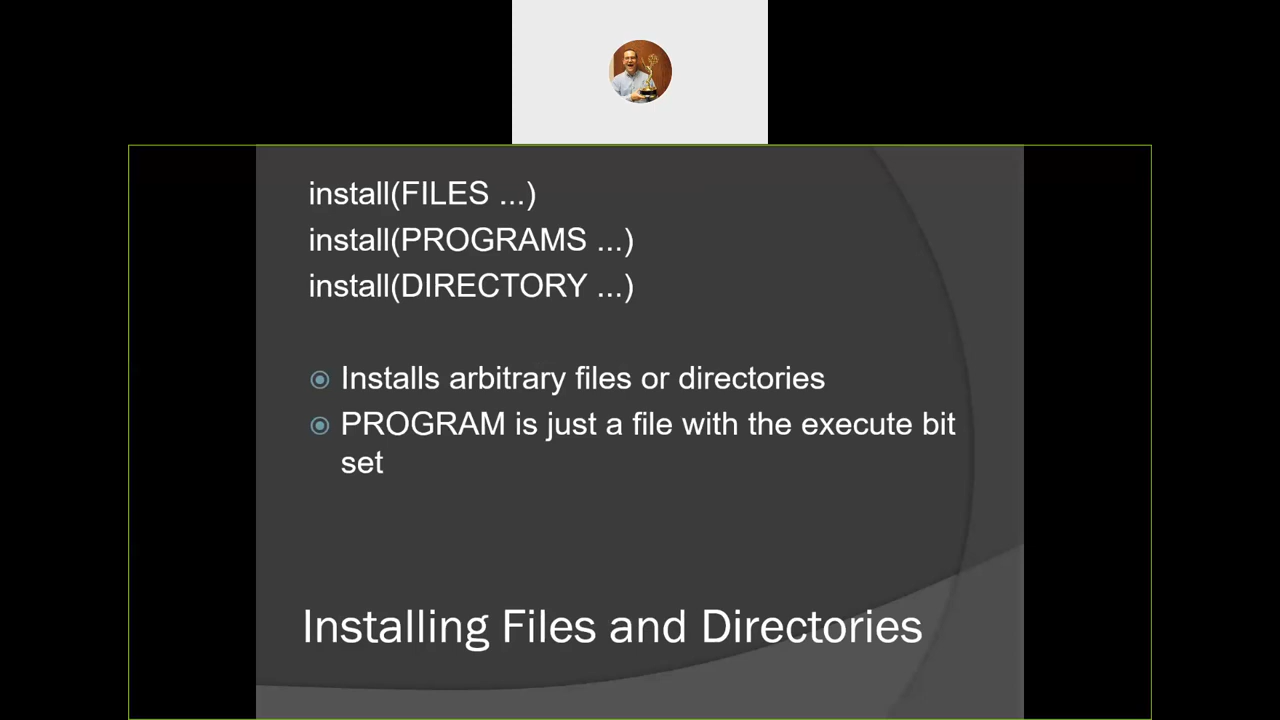 install(FILES ...)
install(PROGRAMS ...)
install(DIRECTORY ...)
Installs arbitrary files or directories
PROGRAM is just a file with the execute bit
set
Installing Files and Directories